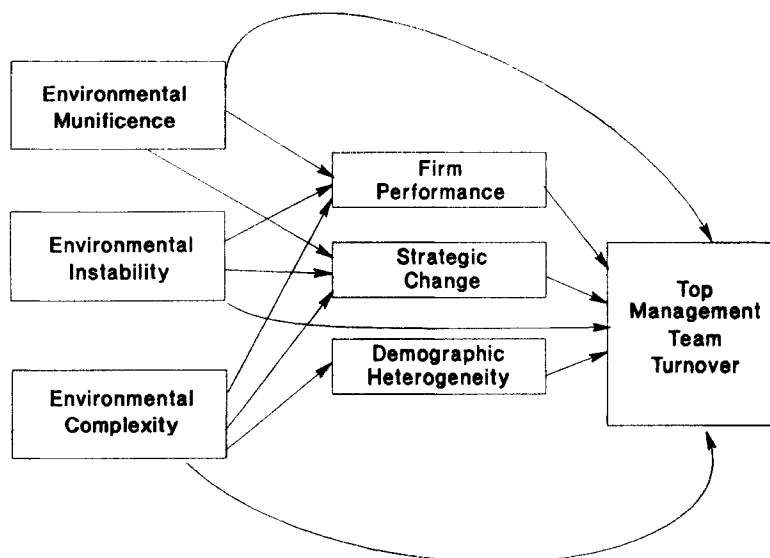 Environmental
Munificence
Firm
Performance
Environmental
Instability
Strategic
Change
Top
Management
Team
Turnover
Demographic
Heterogeneity
Environmental
Complexity